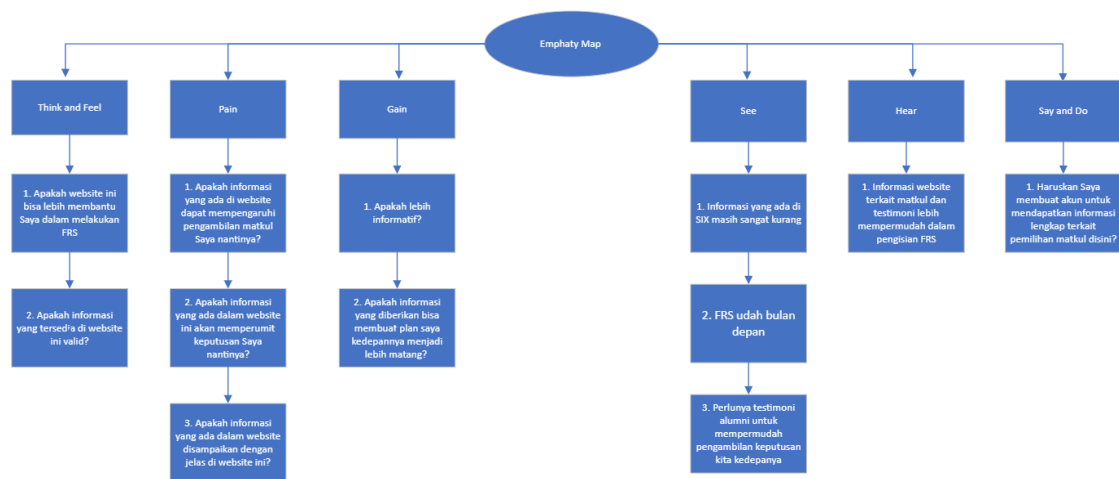 Emphaty Map
Think and Feel
Pain
Gain
See
Hear
Say and Do
1. Apakah website ini
bisa lebih membantu
Saya dalam melakukan
FRS
1. Apakah informasi
yang ada di website
dapat mempengaruhi
pengambilan matkul
Saya nantinya?
1. Apakah lebih
informatif?
1. Informasi yang ada di
SIX masih sangat kurang
1. Informasi website
terkait matkul dan
testimoni lebih
mempermudah dalam
pengisian FRS
1. Haruskan Saya
membuat akun untuk
mendapatkan informasi
lengkap terkait
pemilihan matkul disini?
2. Apakah informasi
yang tersedia di website
ini valid?
2. Apakah informasi
yang ada dalam website
ini akan memperumit
keputusan Saya
nantinya?
2. Apakah informasi
yang diberikan bisa
membuat plan saya
kedepannya menjadi
lebih matang?
2. FRS udah bulan
depan
3. Apakah informasi
yang ada dalam website
disampaikan dengan
jelas di website ini?
3. Perlunya testimoni
alumni untuk
mempermudah
pengambilan keputusan
kita kedepanya